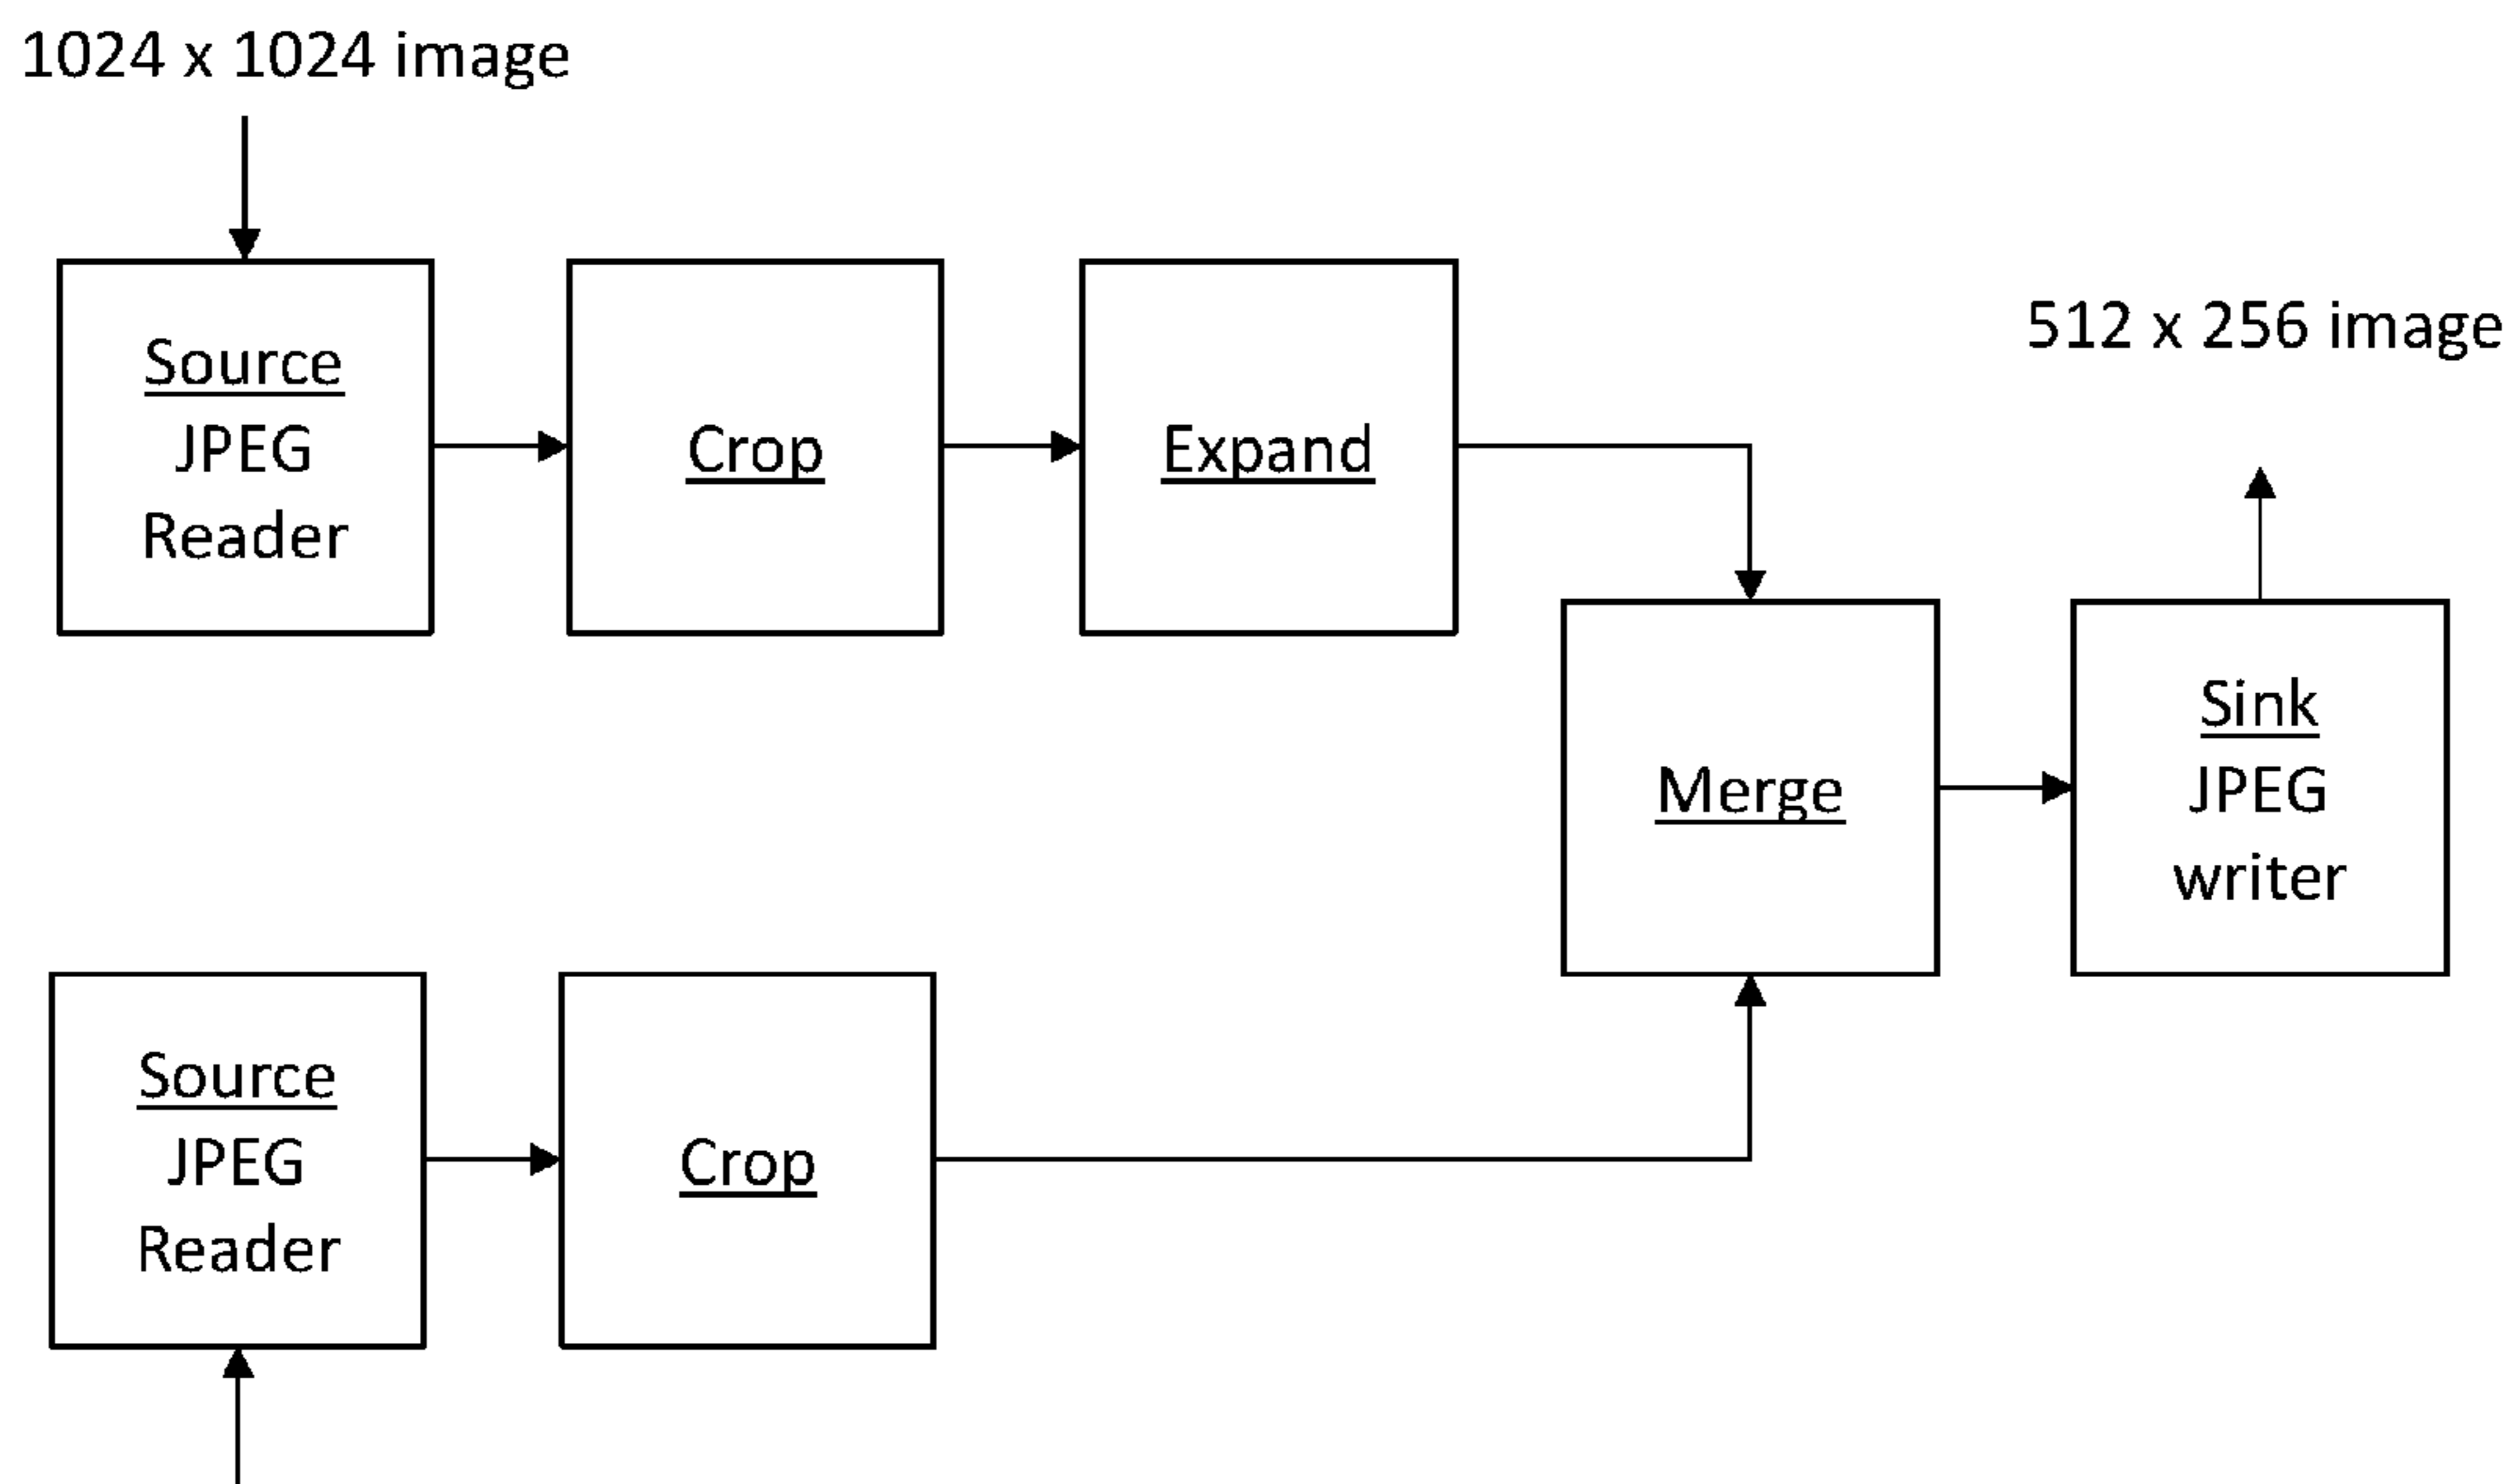 1024 x 1024 image
Source
JPEG
Reader
Crop
Expand
512 x 256 image
Merge
Sink
JPEG
writer
Source
JPEG
Reader
Crop